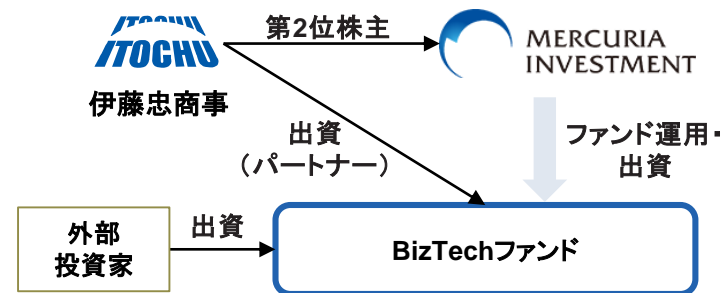 ITOCHU
伊藤忠商事
第2位株主
MERCURIA
INVESTMENT
出資
（パートナー）
ファンド運用・
出資
外部
投資家
出資
BizTechファンド